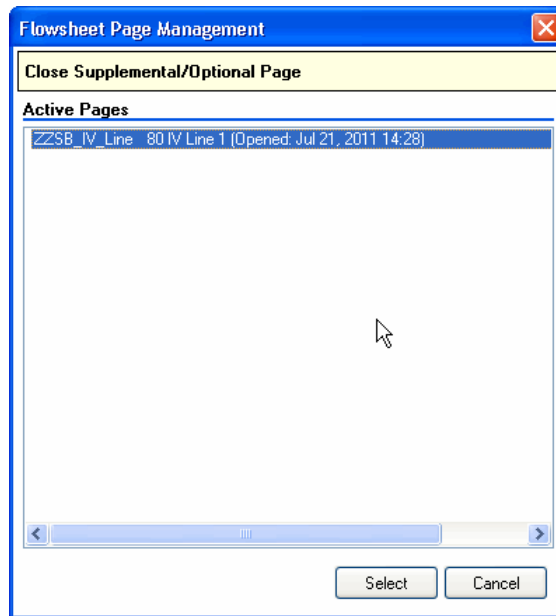 Flowsheet Page Management
Close Supplemental/Optional Page
Active Pages
ZZSB_IV_Line 80 IV Line 1 (Opened: Jul 21, 2011 14:28)
Select Cancel